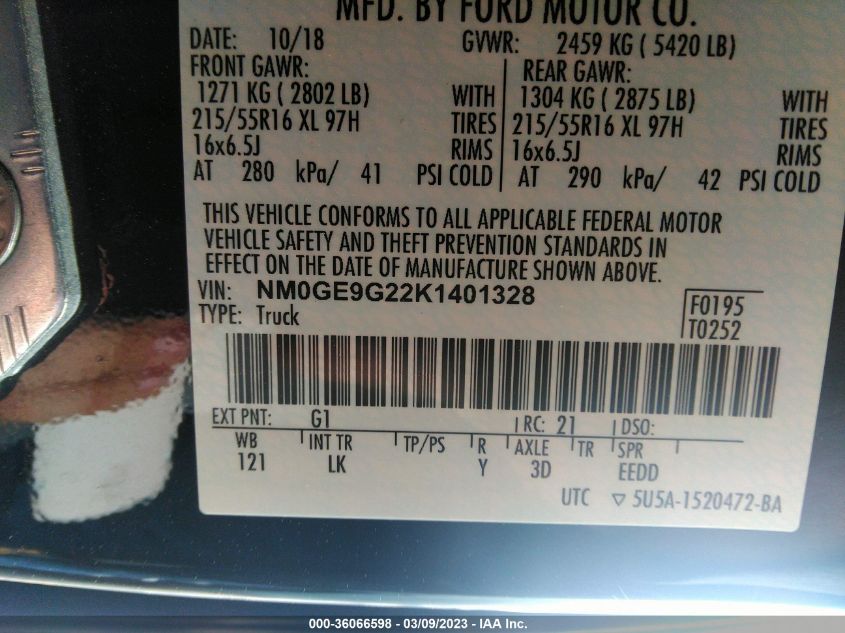 MFD. BY FORD MOTOR CO.
DATE: 10/18 GVWR: 2459 KG ( 5420 LB)
FRONT GAWR: REAR GAWR:
1271 KG ( 2802 LB) WITH 1304 KG ( 2875 LB) WITH
215/55R16 XL 97H TIRES 215/55R16 XL 97H TIRES
16x6.5J RIMS 16x6.5J RIMS
AT 280 kPa/ 41 PSI COLD AT 290 kPa/ 42 PSI COLD
THIS VEHICLE CONFORMS TO ALL APPLICABLE FEDERAL MOTOR
VEHICLE SAFETY AND THEFT PREVENTION STANDARDS IN
EFFECT ON THE DATE OF MANUFACTURE SHOWN ABOVE.
VIN: NM0GE9G22K1401328 F0195
TYPE: Truck T0252
EXT PNT: G1 RC: 21 DSO:
WB INT TR TP/PS R AXLE TR SPR
121 LK Y 3D EEDD
UTC ▽ 5U5A-1520472-BA
000-36066598 - 03/09/2023 - IAA Inc.